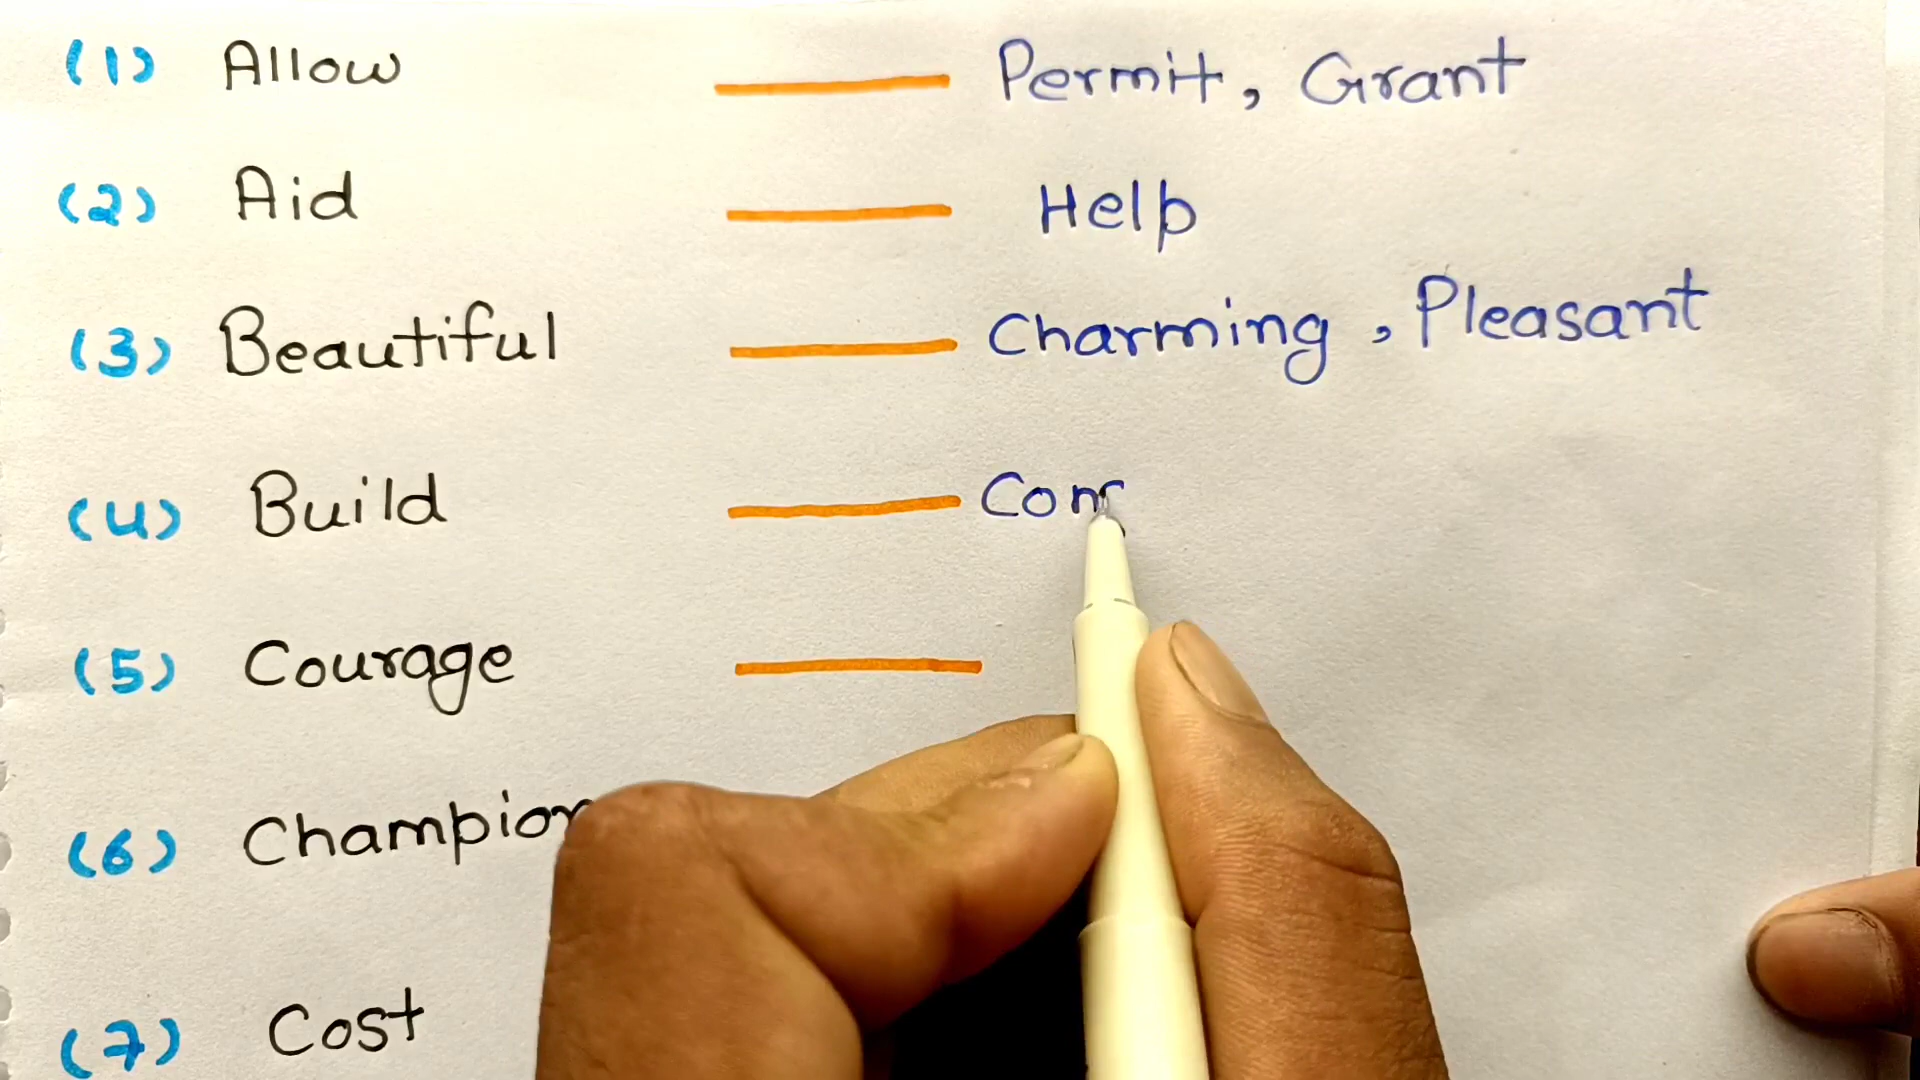 (1) Allow Permit, Grant
(2) Aid Help
(3) Beautiful Charming, Pleasant
(4) Build Cons
(5) Courage
(6) Champion
(7) Cost